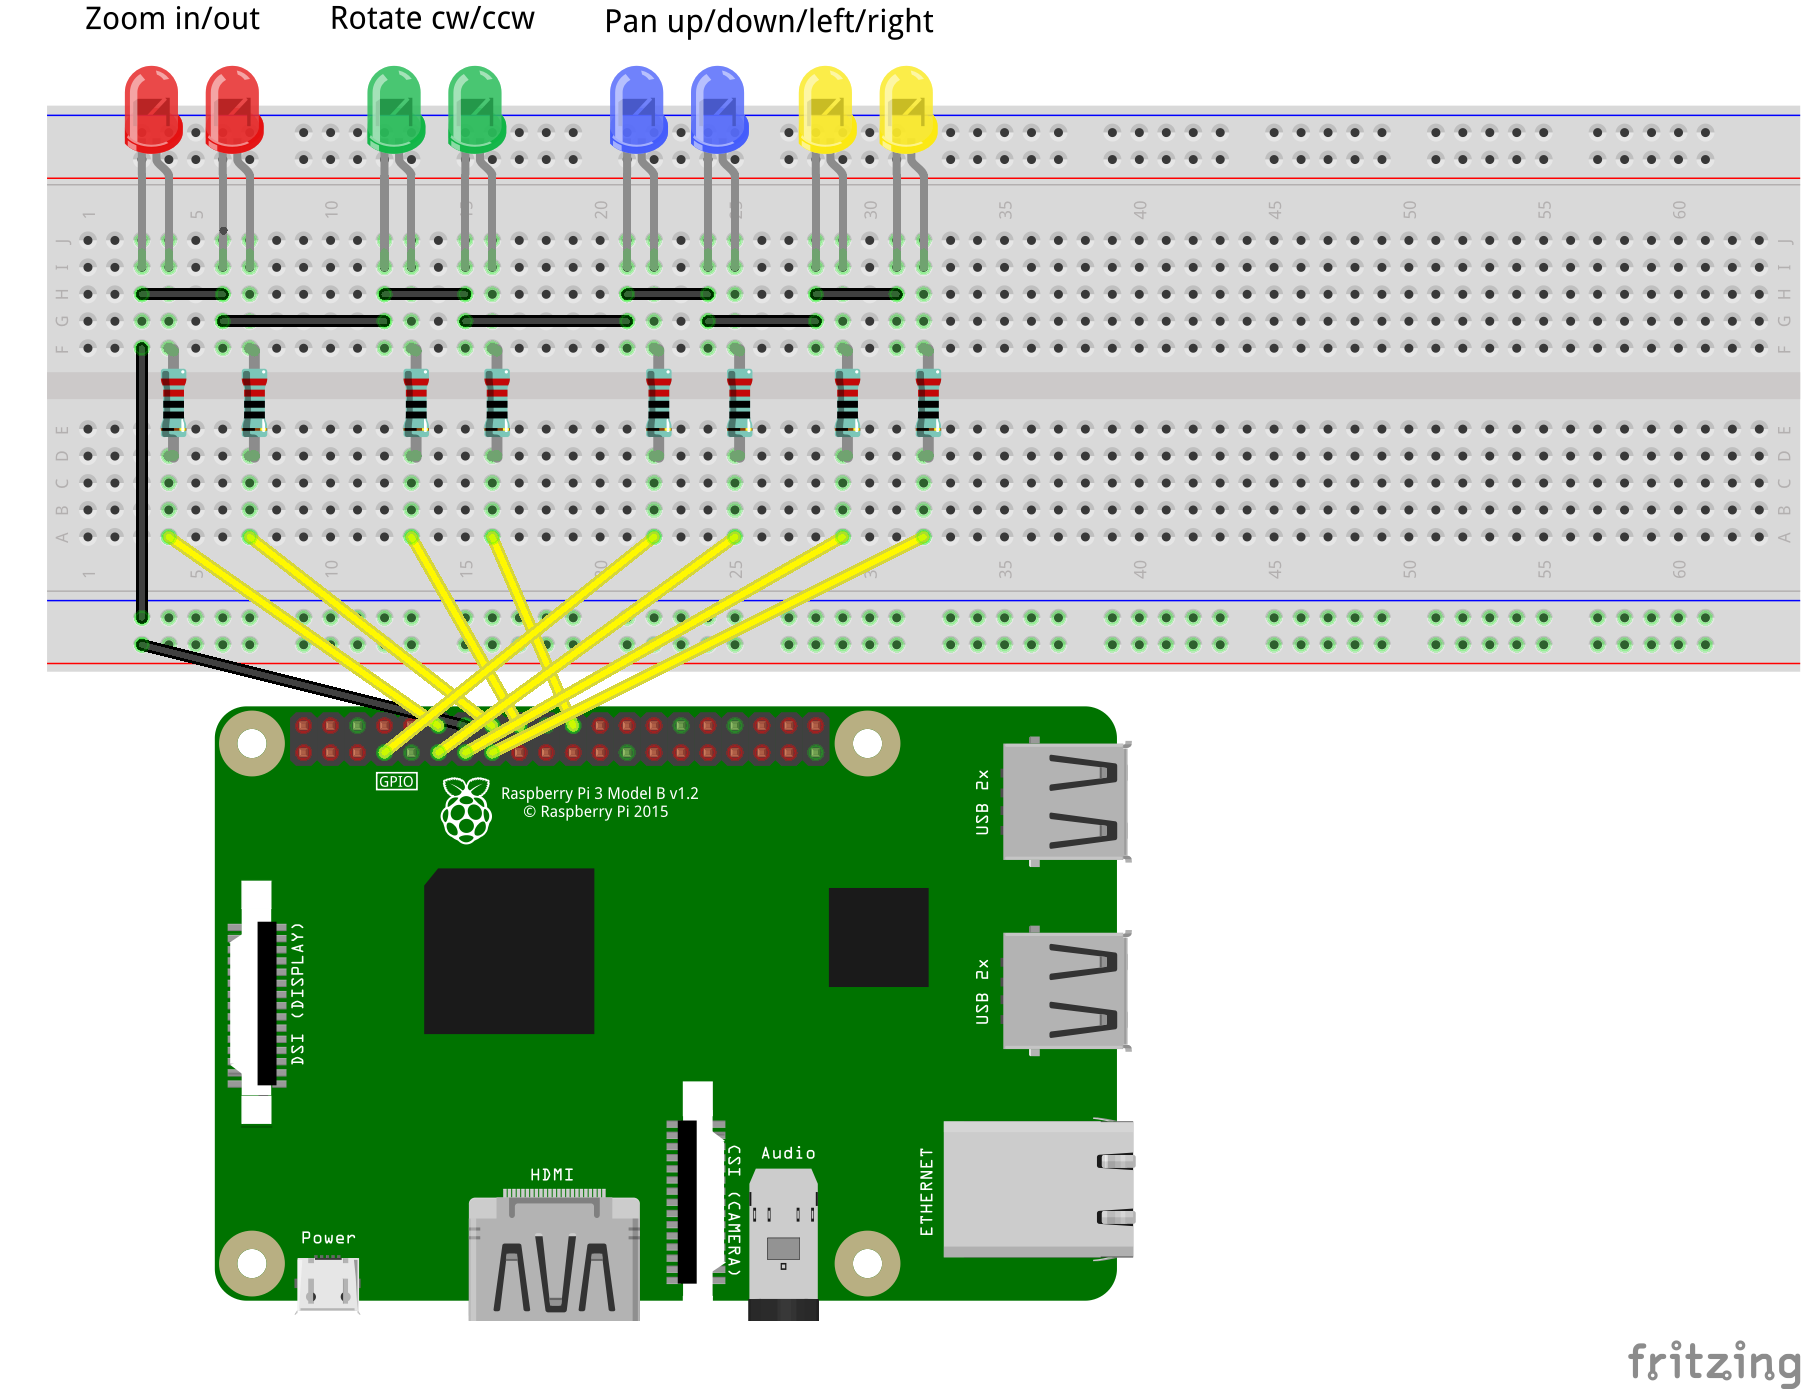 Zoom in/out Rotate cw/ccw Pan up/down/left/right
1 5 10 15 20 25 30 35 40 45 50 55 60
J J
I I
H H
G G
F F
E E
D D
C C
B B
A A
1 5 10 15 20 25 30 35 40 45 50 55 60
GPIO
Raspberry Pi 3 Model B v1.2
© Raspberry Pi 2015
USB 2x
USB 2x
DSI (DISPLAY)
CSI (CAMERA)
Audio
HDMI
ETHERNET
Power
fritzing